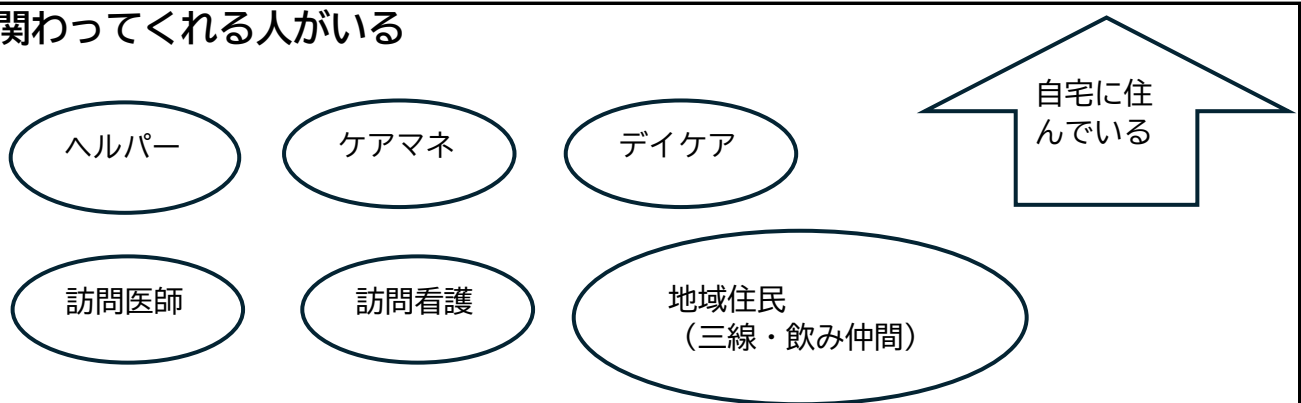 関わってくれる人がいる
自宅に住
んでいる
ヘルパー
ケアマネ
デイケア
訪問医師
訪問看護
地域住民
（三線・飲み仲間）